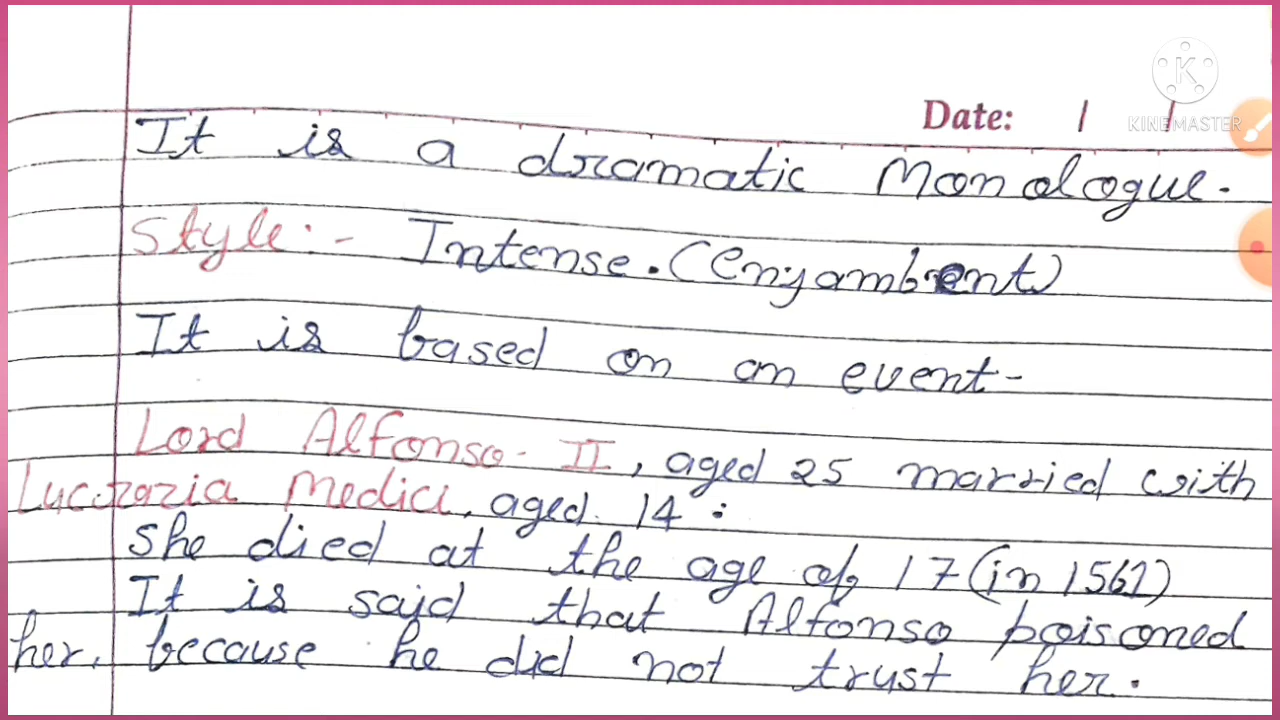 KINEMASTER
Date: / /
It is a dramatic Monologue.
Style:- Intense. (Enyambent)
It is based on an event-
Lord Alfonso- II, aged 25 married with
Lucrazia Medici, aged. 14 :
She died at the age of 17 (in 1561)
It is said that Alfonso poisoned
her, because he did not trust her.